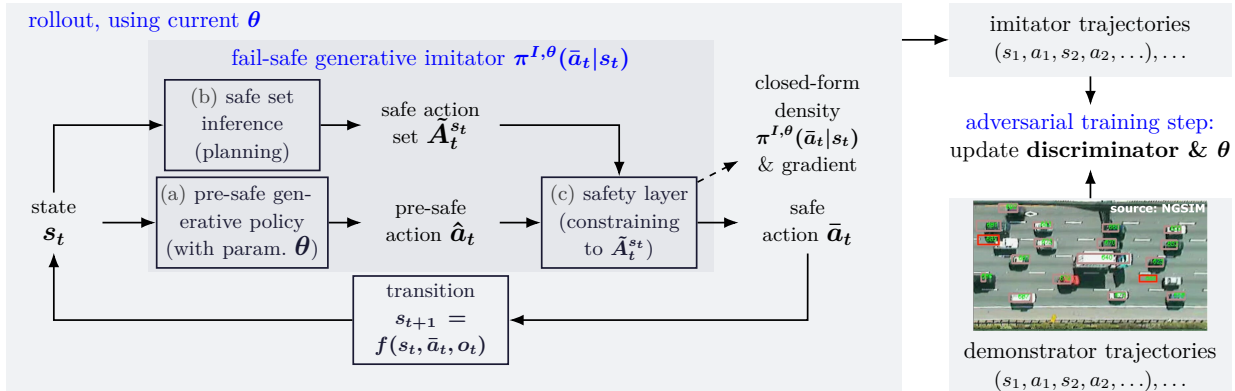 rollout, using current θ
fail-safe generative imitator π^{I,θ}(ā_t|s_t)
(b) safe set
inference
(planning)
safe action
set Ã_t^{s_t}
closed-form
density
π^{I,θ}(ā_t|s_t)
& gradient
state
s_t
(a) pre-safe gen-
erative policy
(with param. θ)
pre-safe
action â_t
(c) safety layer
(constraining
to Ã_t^{s_t})
safe
action ā_t
transition
s_{t+1} =
f(s_t, ā_t, o_t)
imitator trajectories
(s_1, a_1, s_2, a_2, …), …
adversarial training step:
update discriminator & θ
source: NGSIM
demonstrator trajectories
(s_1, a_1, s_2, a_2, …), …